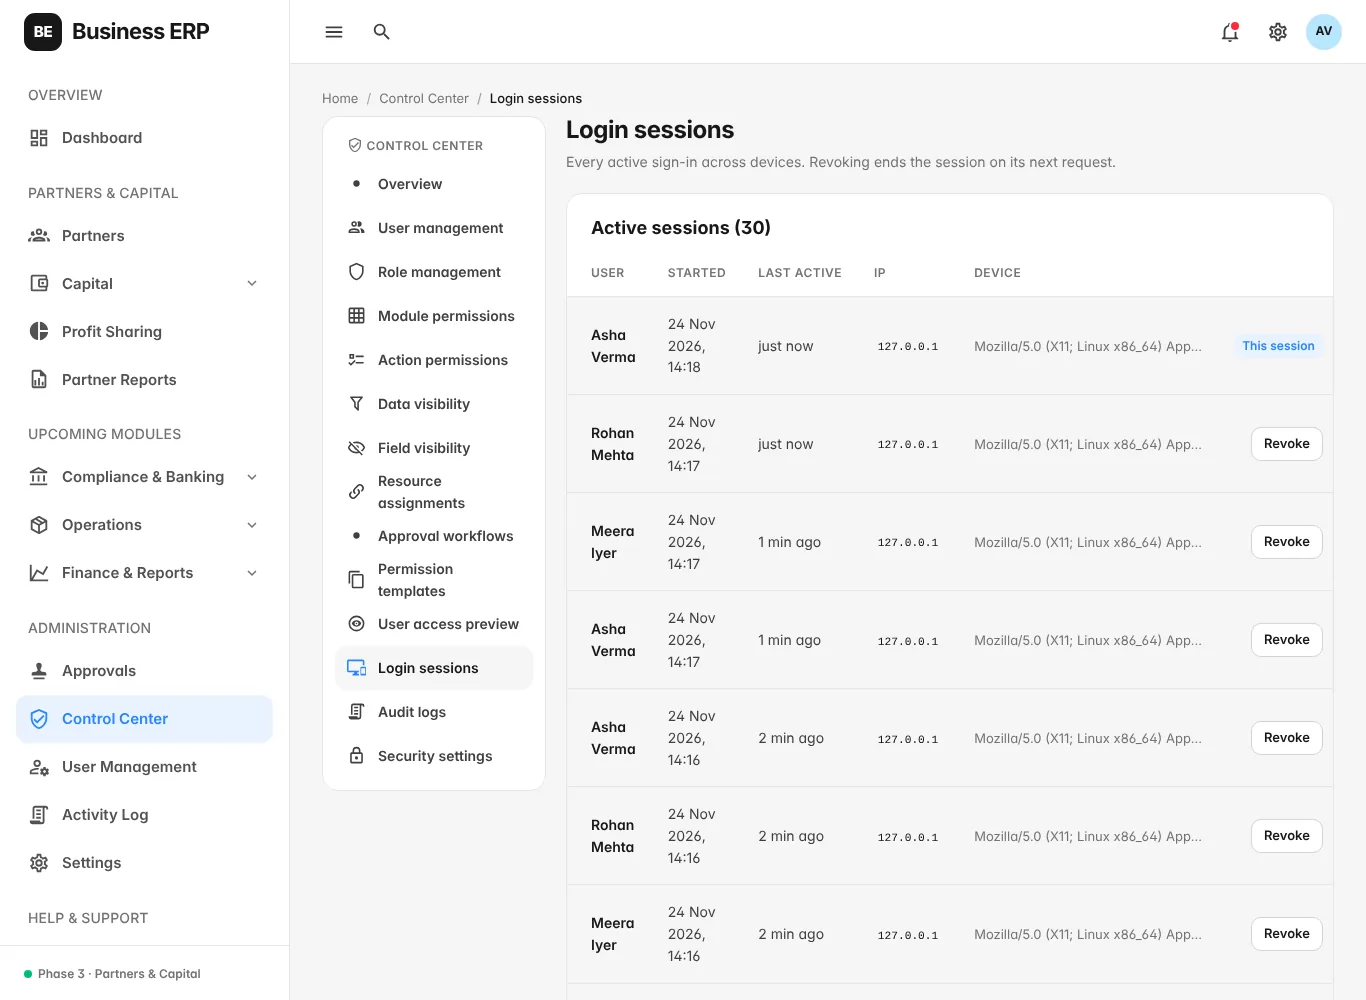 BE Business ERP
OVERVIEW
Dashboard
PARTNERS & CAPITAL
Partners
Capital
Profit Sharing
Partner Reports
UPCOMING MODULES
Compliance & Banking
Operations
Finance & Reports
ADMINISTRATION
Approvals
Control Center
User Management
Activity Log
Settings
HELP & SUPPORT
Phase 3 · Partners & Capital
AV
Home / Control Center / Login sessions
CONTROL CENTER
Overview
User management
Role management
Module permissions
Action permissions
Data visibility
Field visibility
Resource
assignments
Approval workflows
Permission
templates
User access preview
Login sessions
Audit logs
Security settings
Login sessions
Every active sign-in across devices. Revoking ends the session on its next request.
Active sessions (30)
USER STARTED LAST ACTIVE IP DEVICE
Asha
Verma
24 Nov
2026,
14:18
just now
127.0.0.1
Mozilla/5.0 (X11; Linux x86_64) App...
This session
Rohan
Mehta
24 Nov
2026,
14:17
just now
127.0.0.1
Mozilla/5.0 (X11; Linux x86_64) App...
Revoke
Meera
Iyer
24 Nov
2026,
14:17
1 min ago
127.0.0.1
Mozilla/5.0 (X11; Linux x86_64) App...
Revoke
Asha
Verma
24 Nov
2026,
14:17
1 min ago
127.0.0.1
Mozilla/5.0 (X11; Linux x86_64) App...
Revoke
Asha
Verma
24 Nov
2026,
14:16
2 min ago
127.0.0.1
Mozilla/5.0 (X11; Linux x86_64) App...
Revoke
Rohan
Mehta
24 Nov
2026,
14:16
2 min ago
127.0.0.1
Mozilla/5.0 (X11; Linux x86_64) App...
Revoke
Meera
Iyer
24 Nov
2026,
14:16
2 min ago
127.0.0.1
Mozilla/5.0 (X11; Linux x86_64) App...
Revoke